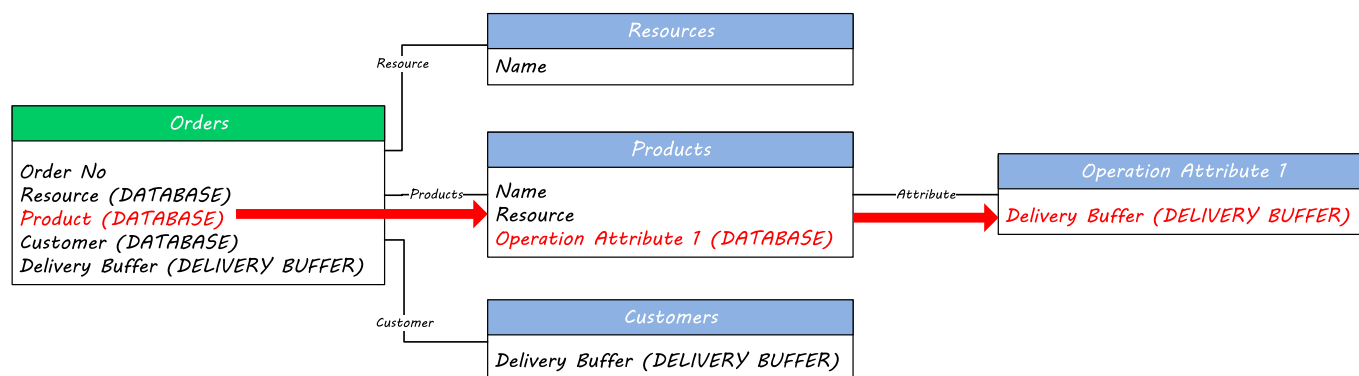 Orders
Order No
Resource (DATABASE)
Product (DATABASE)
Customer (DATABASE)
Delivery Buffer (DELIVERY BUFFER)
Resource
Products
Customer
Resources
Name
Products
Name
Resource
Operation Attribute 1 (DATABASE)
Customers
Delivery Buffer (DELIVERY BUFFER)
Attribute
Operation Attribute 1
Delivery Buffer (DELIVERY BUFFER)